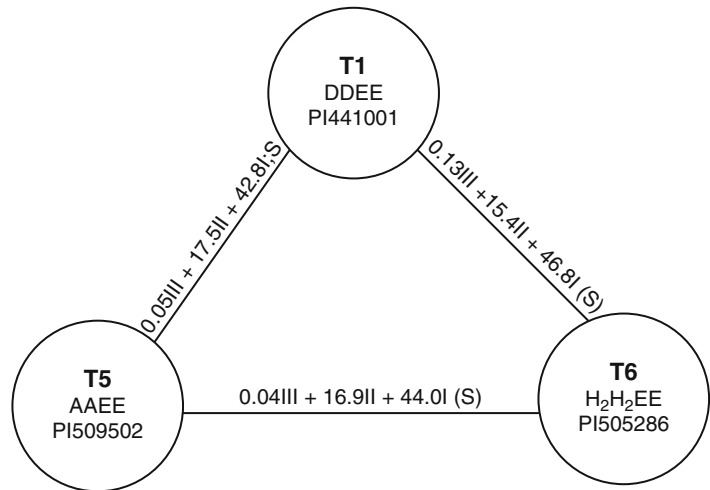 T1
DDEE
PI441001
0.05III + 17.5II + 42.8I;S
0.13III +15.4II + 46.8I (S)
T5
AAEE
PI509502
0.04III + 16.9II + 44.0I (S)
T6
H₂H₂EE
PI505286